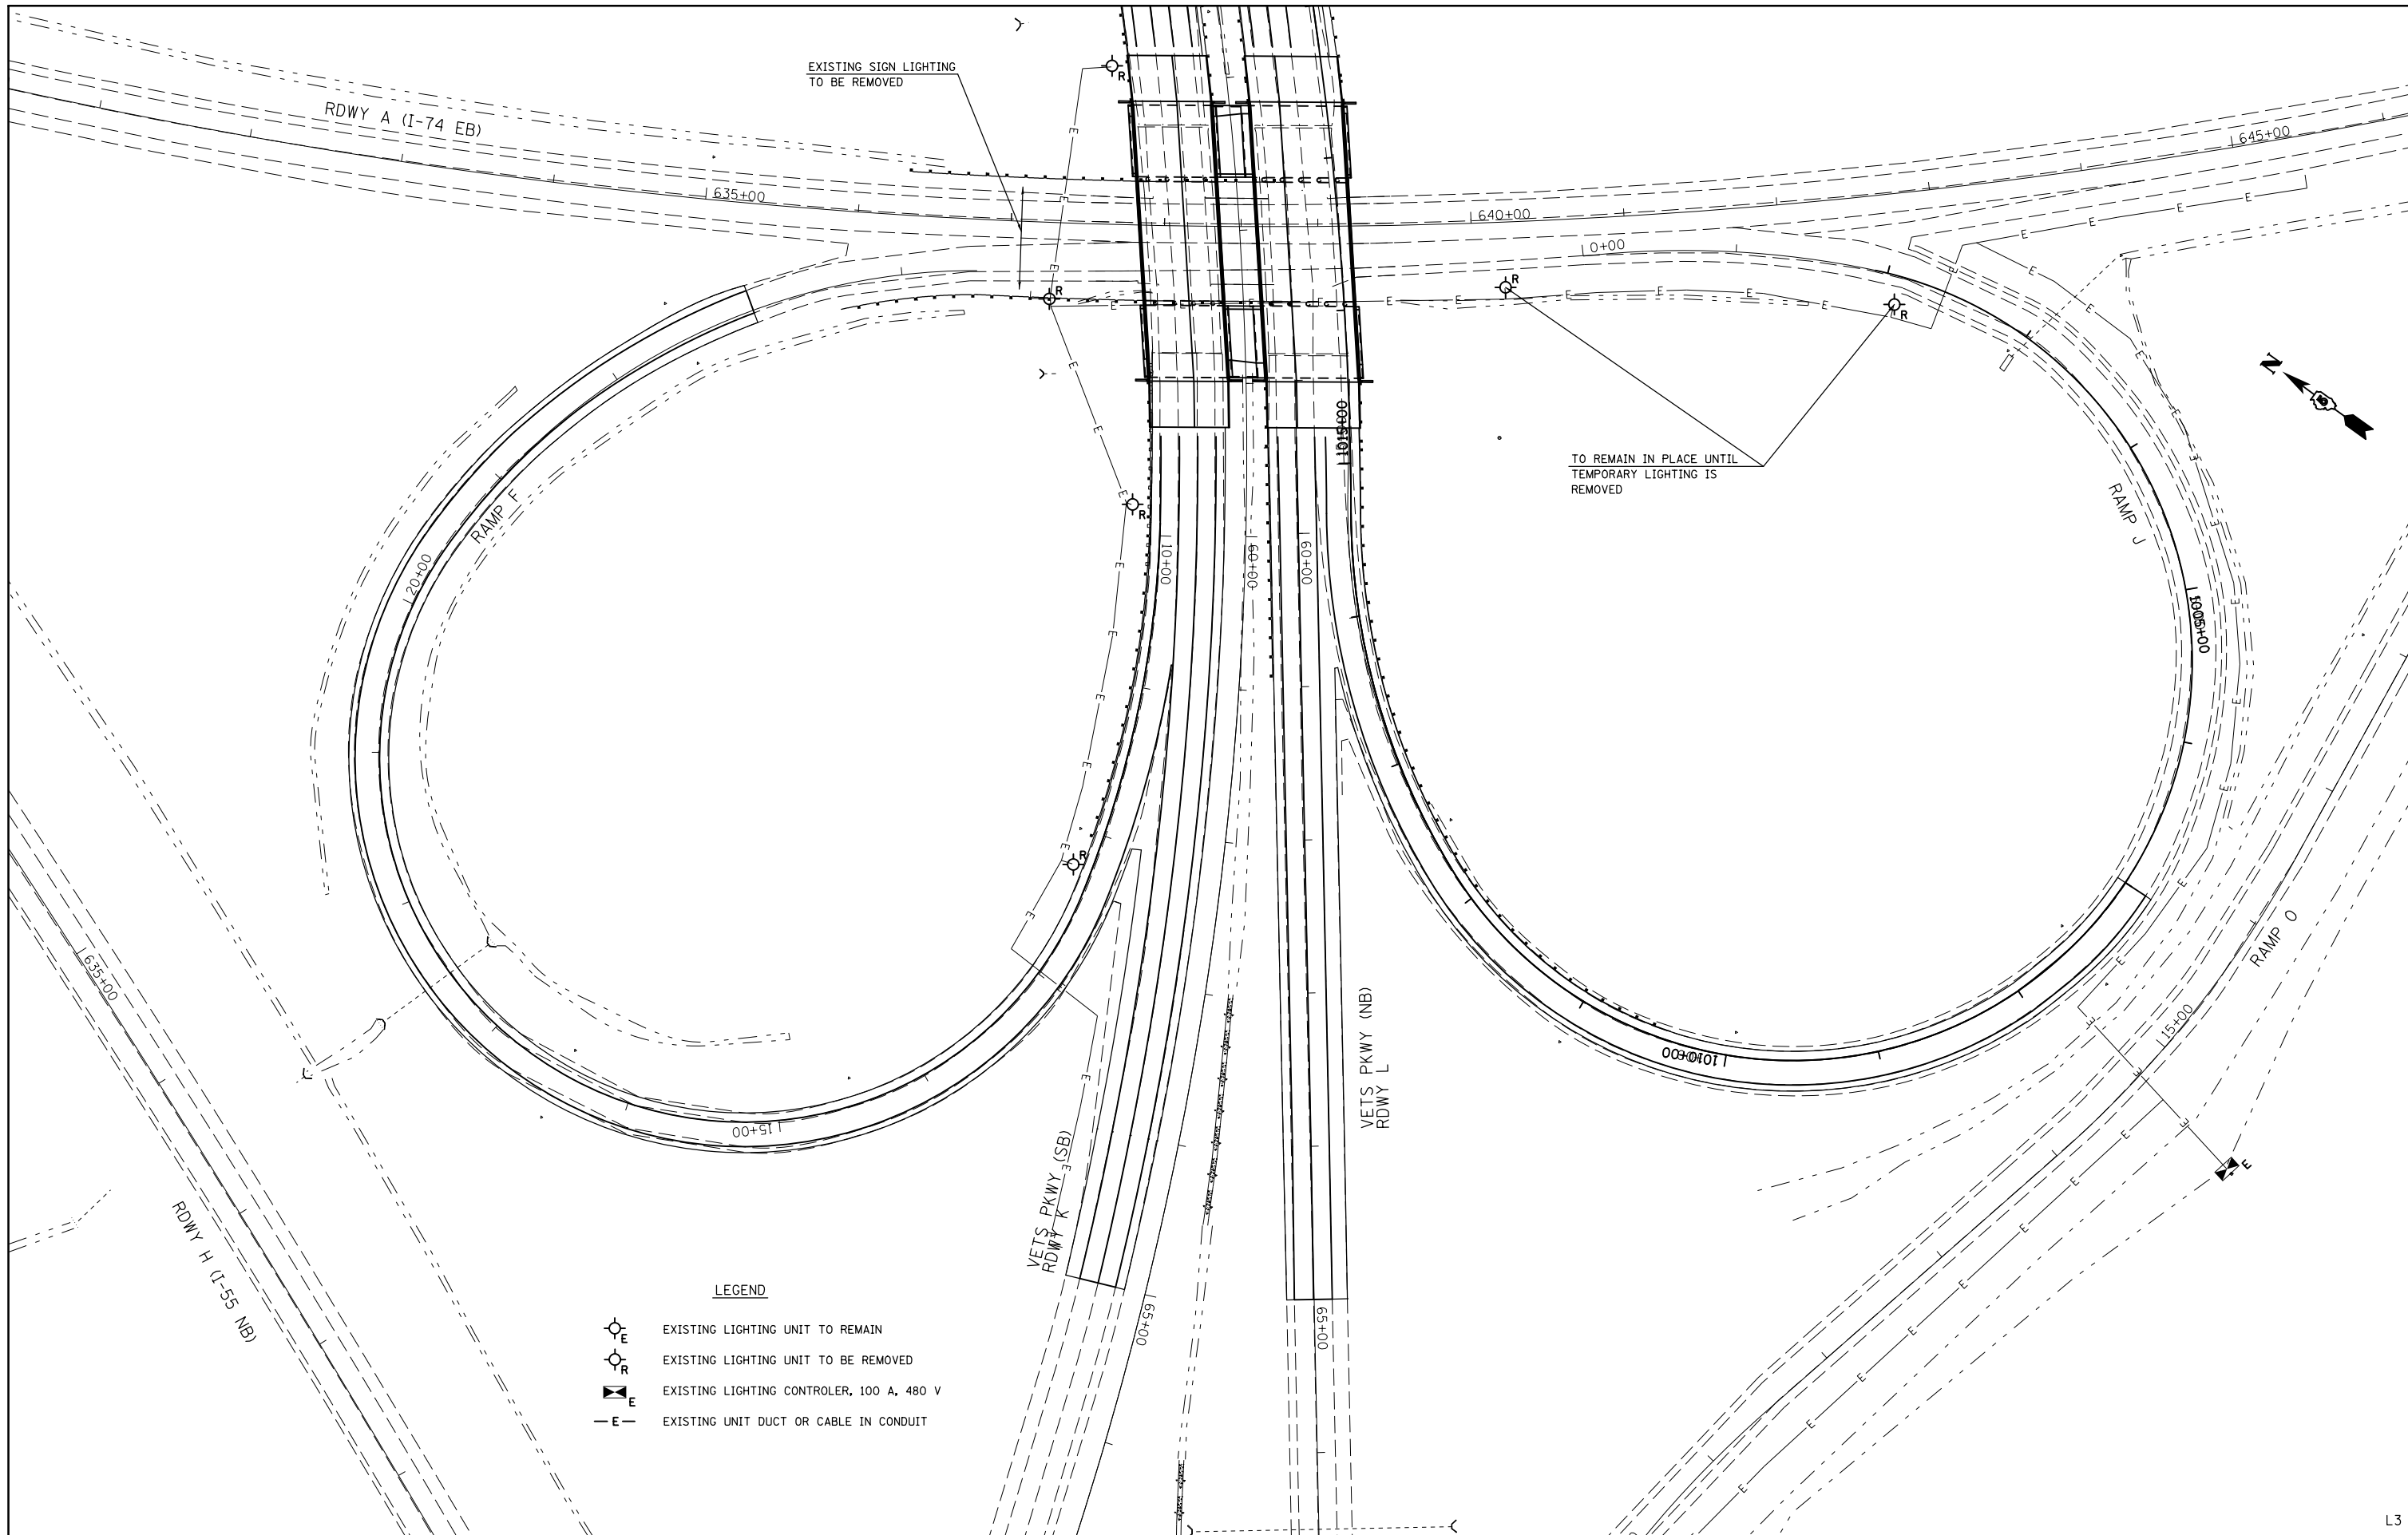 EXISTING SIGN LIGHTING
TO BE REMOVED
R
RDWY A (I-74 EB)
635+00
640+00
645+00
0+00
R
R
R
N
TO REMAIN IN PLACE UNTIL
TEMPORARY LIGHTING IS
REMOVED
R
RAMP F
20+00
10+00
60+00
60+00
RAMP J
R
635+00
15+00
RAMP O
15+00
VETS PKWY (NB)
RDWY L
VETS PKWY (SB)
RDWY K
E
RDWY H (I-55 NB)
65+00
65+00
LEGEND
E EXISTING LIGHTING UNIT TO REMAIN
R EXISTING LIGHTING UNIT TO BE REMOVED
E EXISTING LIGHTING CONTROLER, 100 A, 480 V
E EXISTING UNIT DUCT OR CABLE IN CONDUIT
L3